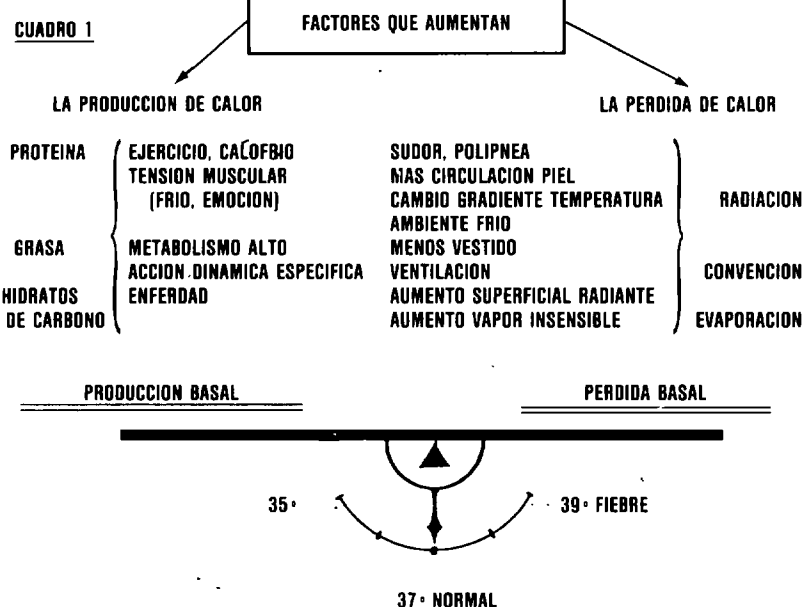 CUADRO 1
FACTORES QUE AUMENTAN
LA PRODUCCION DE CALOR
LA PERDIDA DE CALOR
PROTEINA
GRASA
HIDRATOS
DE CARBONO
EJERCICIO,
TENSION MUSCULAR
(FRIO, EMOCION)
METABOLISMO ALTO
ACCION DINAMICA ESPECIFICA
ENFERDAD
SUDOR, POLIPNEA
MAS CIRCULACION PIEL
CAMBIO GRADIENTE TEMPERATURA
AMBIENTE FRIO
MENOS VESTIDO
VENTILACION
AUMENTO SUPERFICIAL RADIANTE
AUMENTO VAPOR INSENSIBLE
RADIACION
CONVENCION
EVAPORACION
PRODUCCION BASAL
PERDIDA BASAL
35°
39° FIEBRE
37° NORMAL